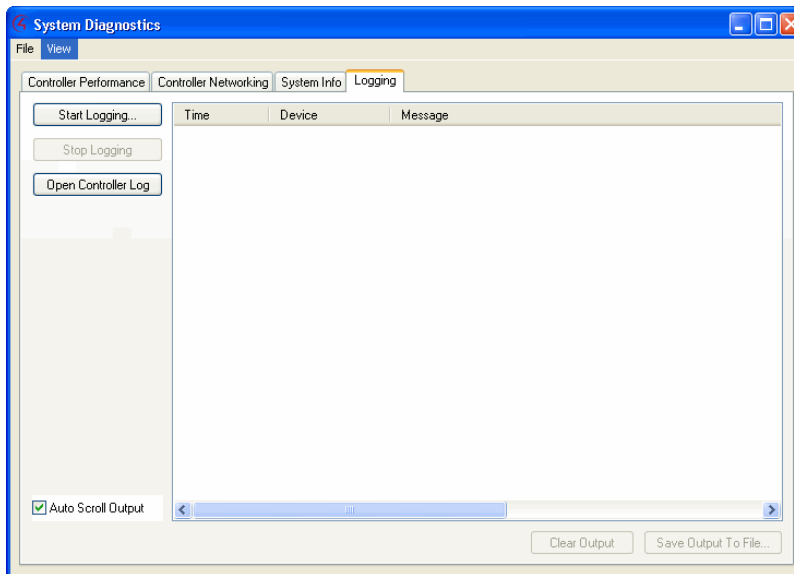 System Diagnostics
File View
Controller Performance Controller Networking System Info Logging
Start Logging... Time Device Message
Stop Logging
Open Controller Log
Auto Scroll Output
Clear Output Save Output To File...